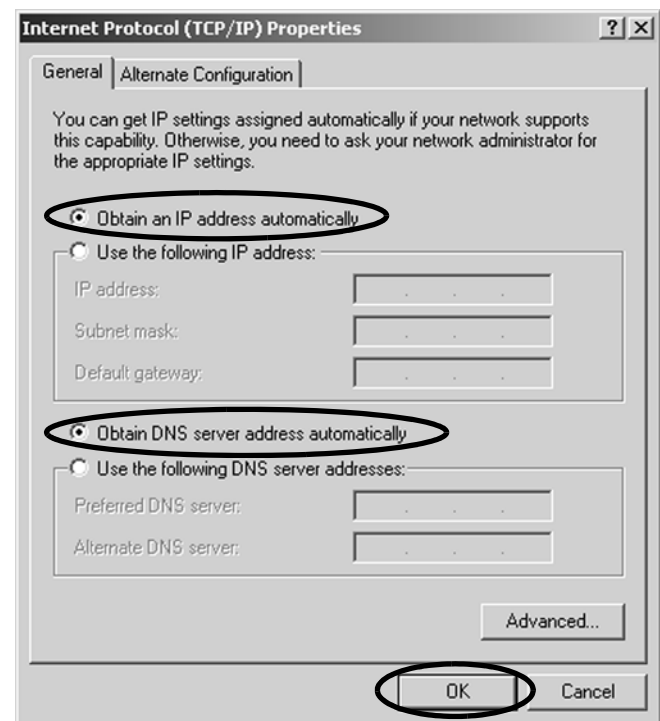 Internet Protocol (TCP/IP) Properties
General
Alternate Configuration
You can get IP settings assigned automatically if your network supports
this capability. Otherwise, you need to ask your network administrator for
the appropriate IP settings.
Obtain an IP address automatically
Use the following IP address:
IP address:
Subnet mask:
Default gateway:
Obtain DNS server address automatically
Use the following DNS server addresses:
Preferred DNS server:
Alternate DNS server:
Advanced...
OK
Cancel